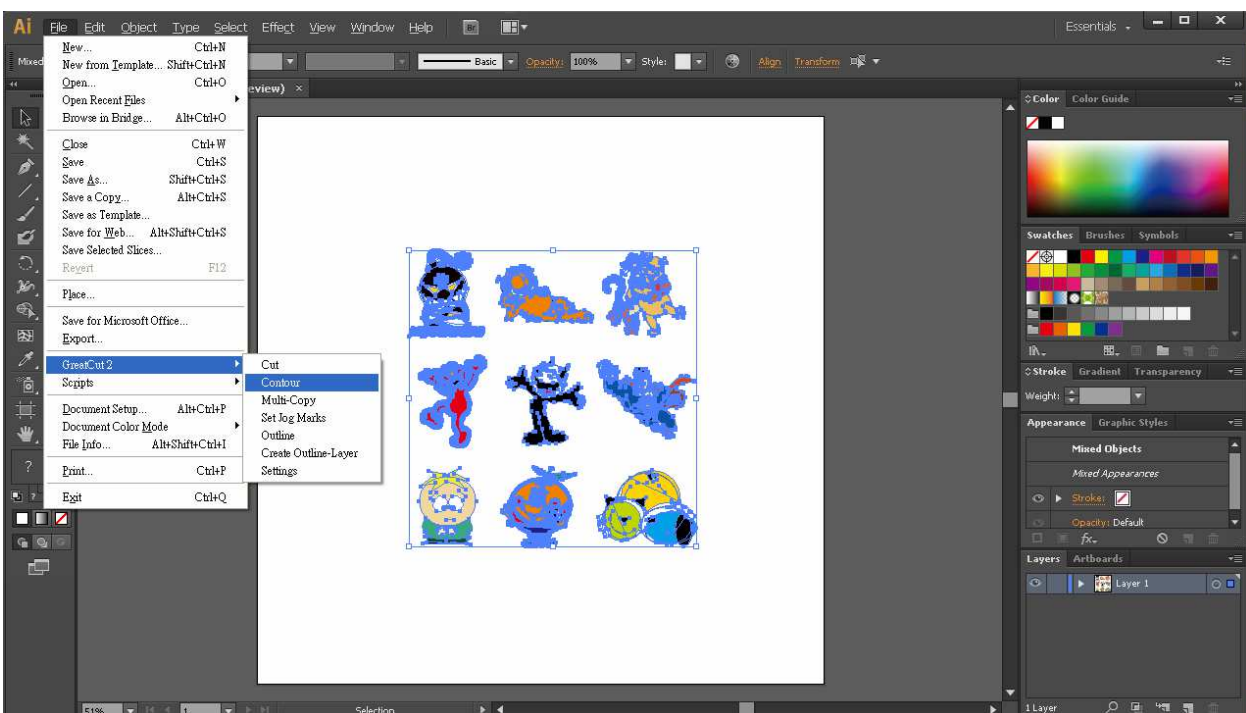 Ai File Edit Object Type Select Effect View Window Help Br Essentials
Mixed Basic Opacity: 100% Style: Align Transform
eview) ×
New... Ctrl+N
New from Template... Shift+Ctrl+N
Open... Ctrl+O
Open Recent Files
Browse in Bridge... Alt+Ctrl+O
Close Ctrl+W
Save Ctrl+S
Save As... Shift+Ctrl+S
Save a Copy... Alt+Ctrl+S
Save as Template...
Save for Web... Alt+Shift+Ctrl+S
Save Selected Slices...
Revert F12
Place...
Save for Microsoft Office...
Export...
GreatCut 2
Scripts
Document Setup... Alt+Ctrl+P
Document Color Mode
File Info... Alt+Shift+Ctrl+I
Print... Ctrl+P
Exit Ctrl+Q
Cut
Contour
Multi-Copy
Set Jog Marks
Outline
Create Outline-Layer
Settings
Color Color Guide
Swatches Brushes Symbols
Stroke Gradient Transparency
Weight:
Appearance Graphic Styles
Mixed Objects
Mixed Appearances
Stroke:
Opacity: Default
fx
Layers Artboards
Layer 1
1 Layer
51% 1 Selection